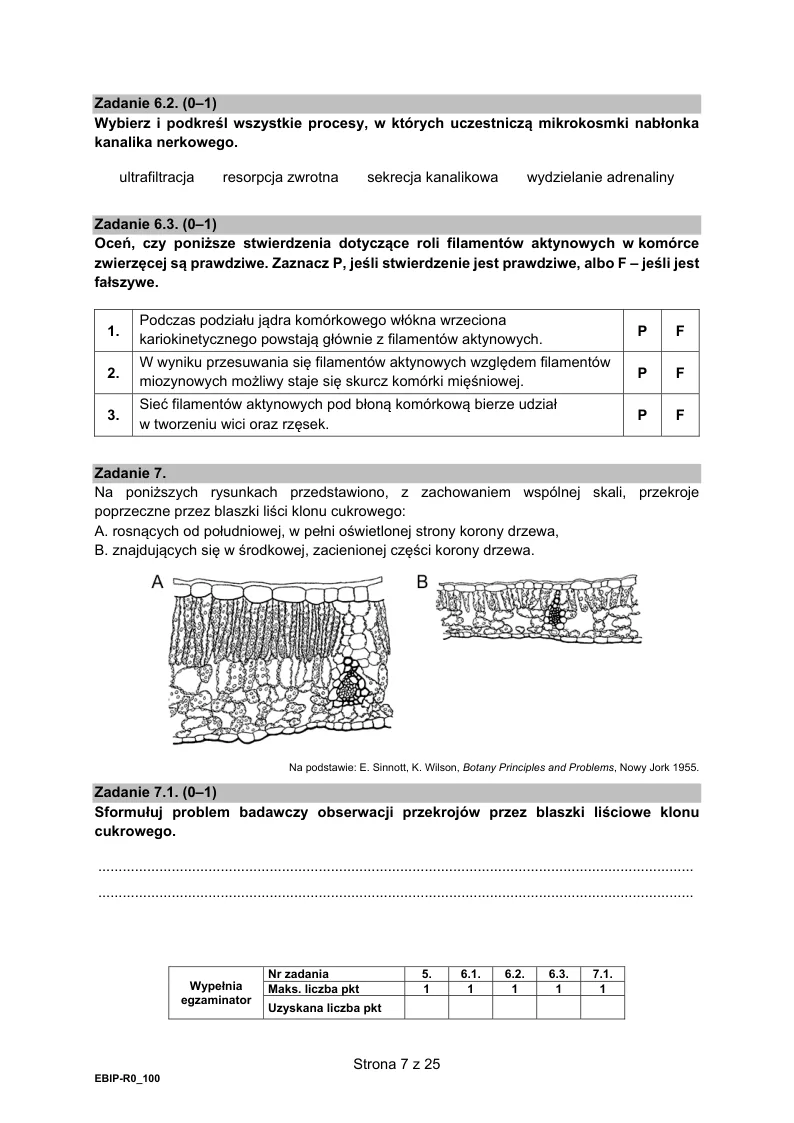 Zadanie 6.2. (0–1)
Wybierz i podkreśl wszystkie procesy, w których uczestniczą mikrokosmki nabłonka
kanalika nerkowego.
ultrafiltracja resorpcja zwrotna sekrecja kanalikowa wydzielanie adrenaliny
Zadanie 6.3. (0–1)
Oceń, czy poniższe stwierdzenia dotyczące roli filamentów aktynowych w komórce
zwierzęcej są prawdziwe. Zaznacz P, jeśli stwierdzenie jest prawdziwe, albo F – jeśli jest
fałszywe.
1. Podczas podziału jądra komórkowego włókna wrzeciona
kariokinetycznego powstają głównie z filamentów aktynowych. P F
2. W wyniku przesuwania się filamentów aktynowych względem filamentów
miozynowych możliwy staje się skurcz komórki mięśniowej. P F
3. Sieć filamentów aktynowych pod błoną komórkową bierze udział
w tworzeniu wici oraz rzęsek. P F
Zadanie 7.
Na poniższych rysunkach przedstawiono, z zachowaniem wspólnej skali, przekroje
poprzeczne przez blaszki liści klonu cukrowego:
A. rosnących od południowej, w pełni oświetlonej strony korony drzewa,
B. znajdujących się w środkowej, zacienionej części korony drzewa.
A B
Na podstawie: E. Sinnott, K. Wilson, Botany Principles and Problems, Nowy Jork 1955.
Zadanie 7.1. (0–1)
Sformułuj problem badawczy obserwacji przekrojów przez blaszki liściowe klonu
cukrowego.
Wypełnia
egzaminator
Nr zadania 5. 6.1. 6.2. 6.3. 7.1.
Maks. liczba pkt 1 1 1 1 1
Uzyskana liczba pkt
Strona 7 z 25
EBIP-R0_100